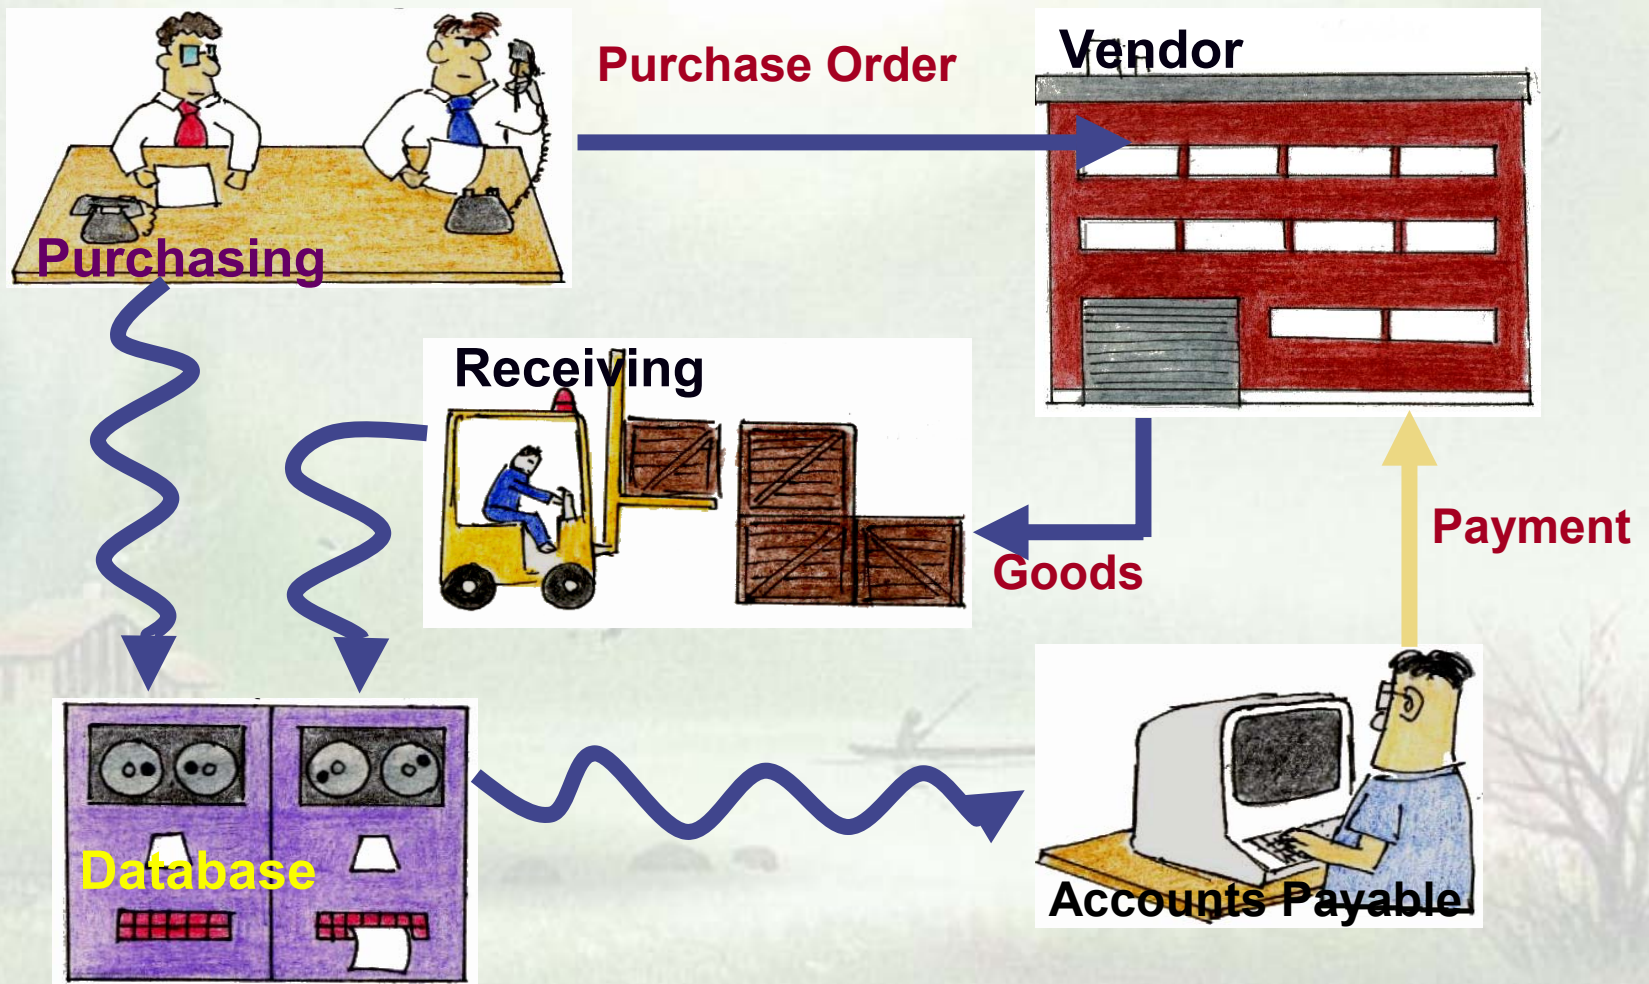 Purchase Order
Vendor
Purchasing
Receiving
Goods
Payment
Database
Accounts Payable